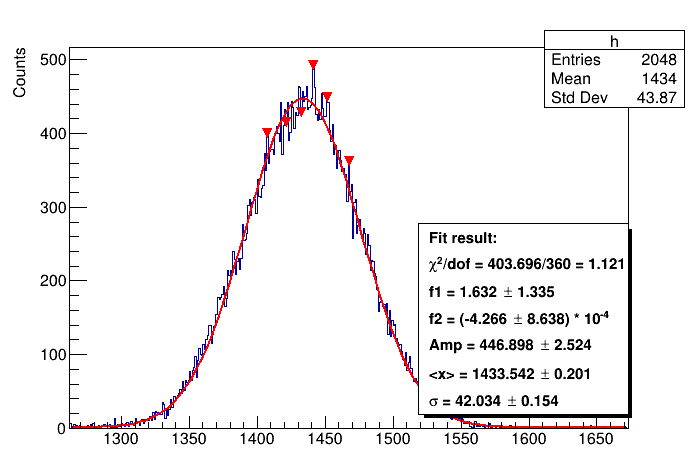 h
Entries 2048
Mean 1434
Std Dev 43.87
Counts
500
400
300
200
100
0
Fit result:
χ²/dof = 403.696/360 = 1.121
f1 = 1.632 ± 1.335
f2 = (-4.266 ± 8.638) * 10⁻⁴
Amp = 446.898 ± 2.524
<x> = 1433.542 ± 0.201
σ = 42.034 ± 0.154
1300 1350 1400 1450 1500 1550 1600 1650